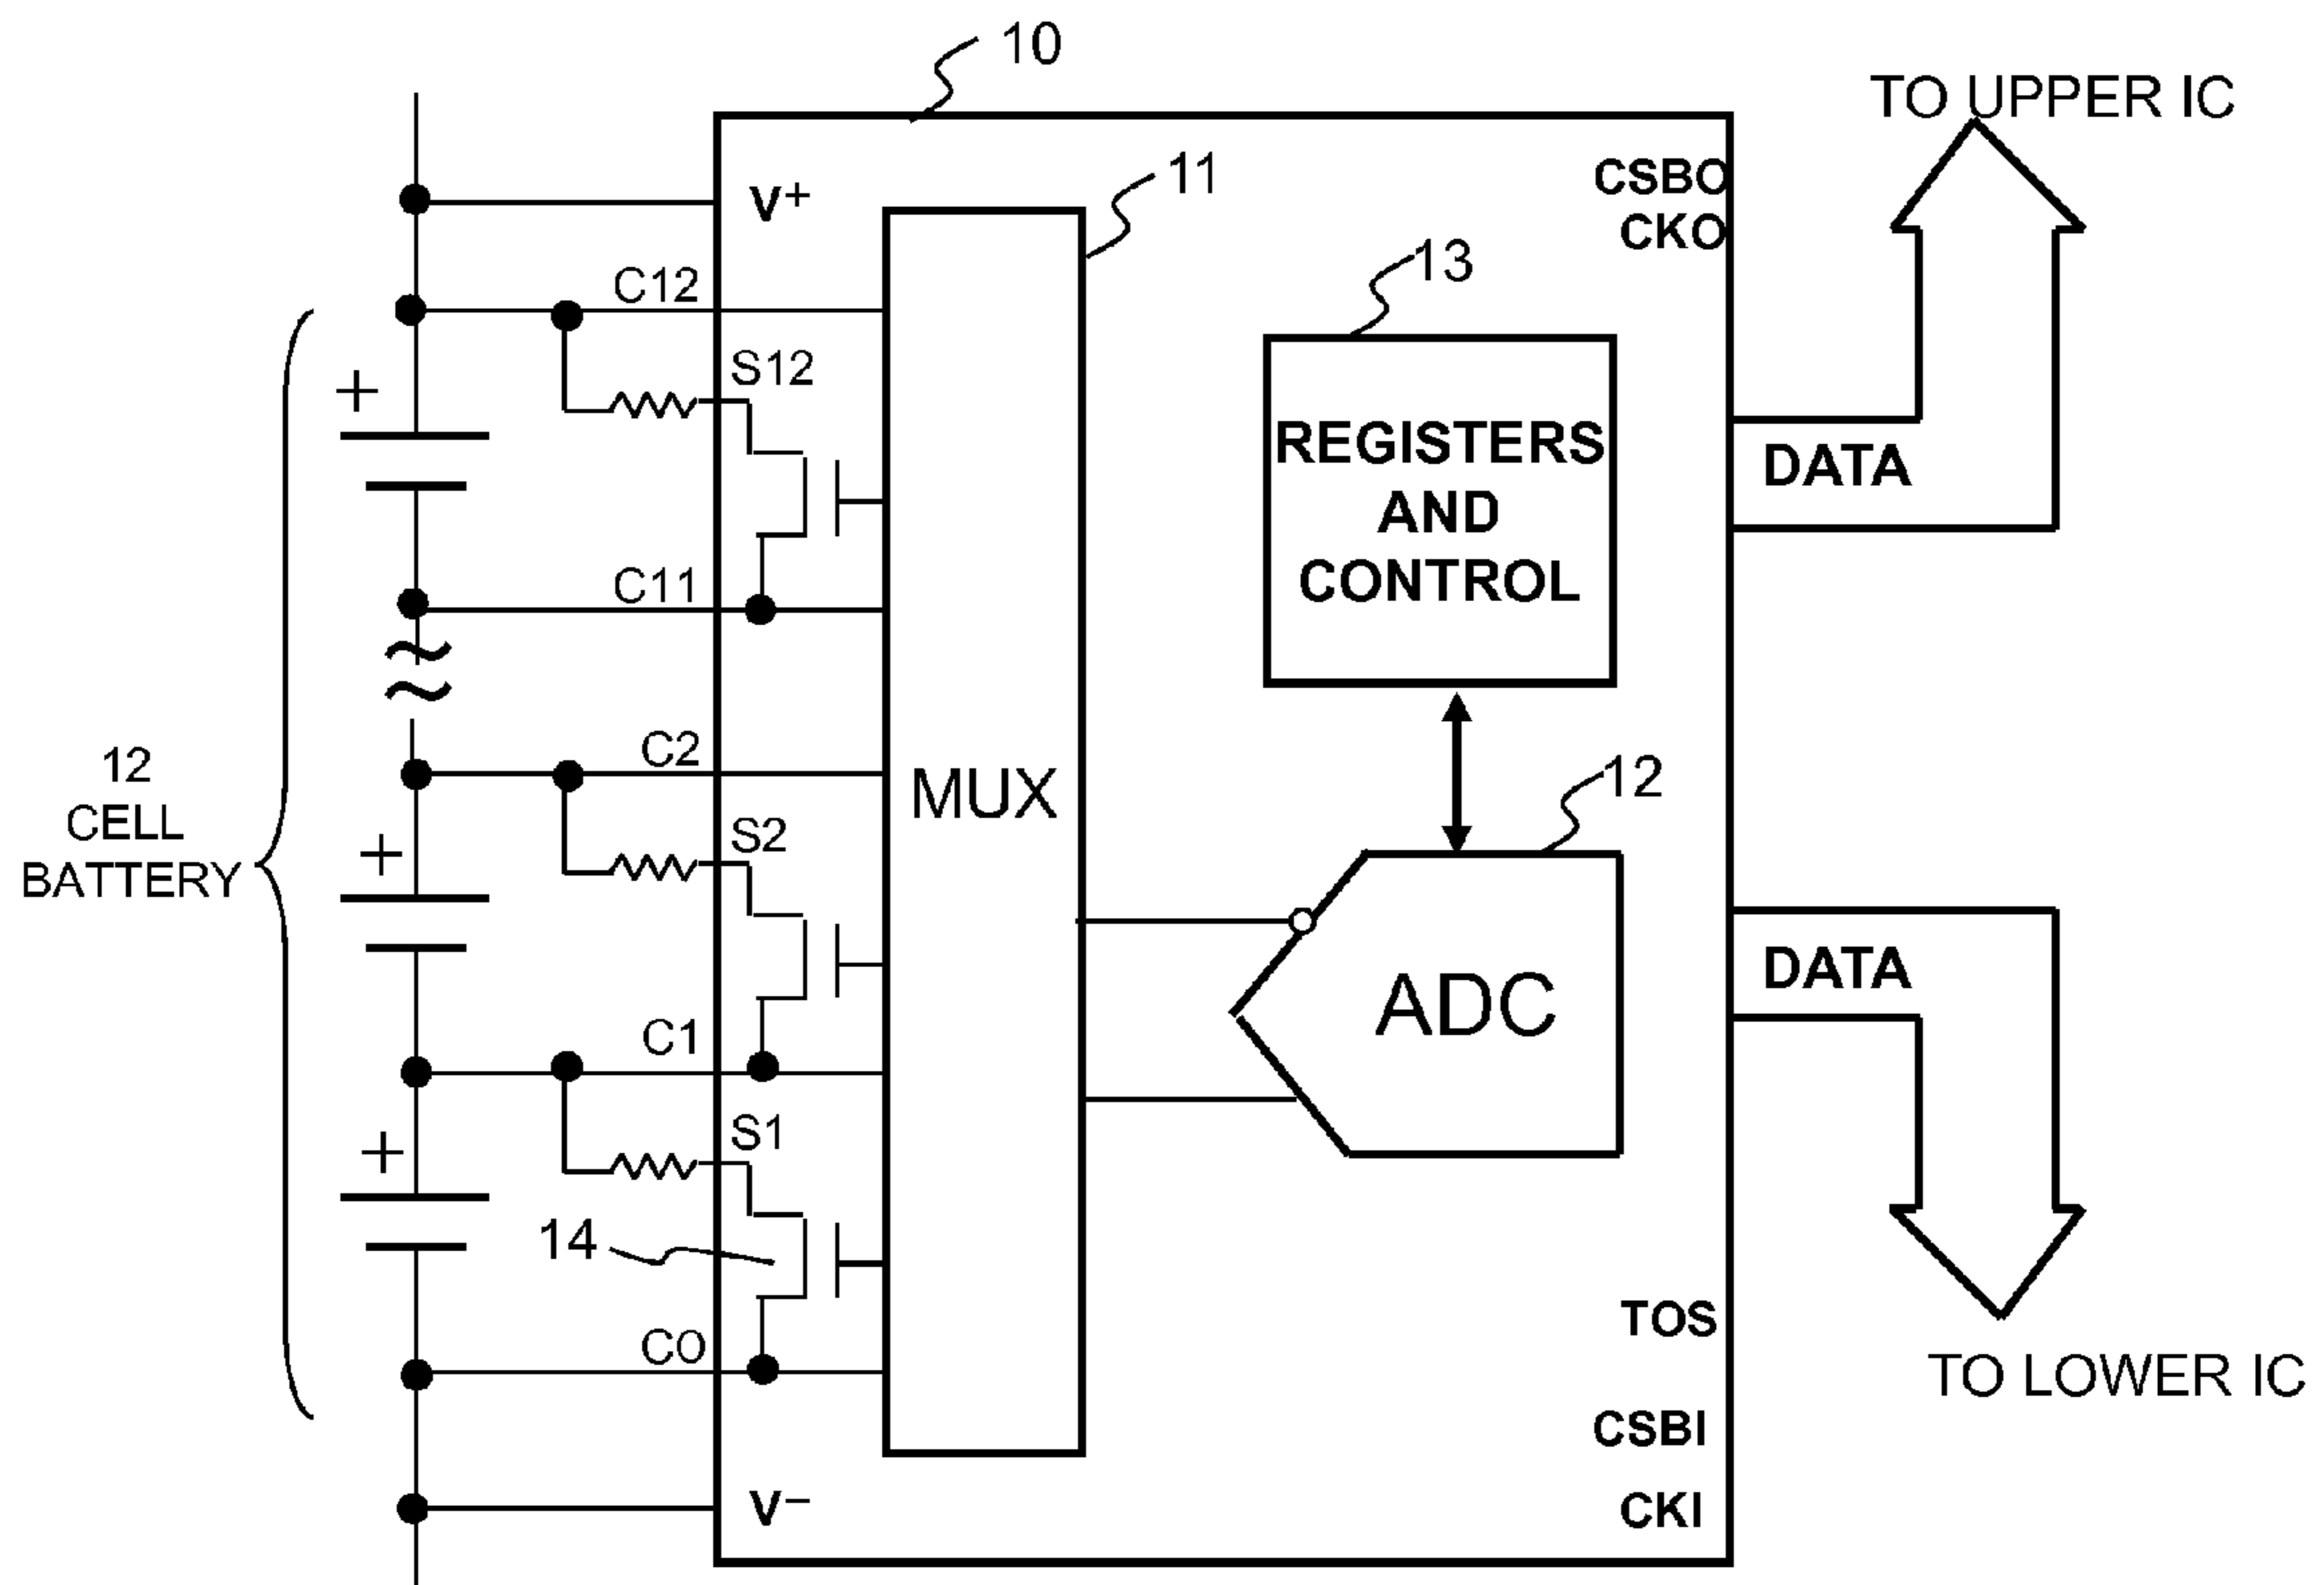 10
TO UPPER IC
11
CSBO
V+
CKO
13
C12
S12
REGISTERS
AND
CONTROL
DATA
C11
C2
12
CELL
BATTERY
MUX
12
S2
DATA
ADC
C1
S1
14
TOS
C0
TO LOWER IC
CSBI
V−
CKI
+
+
+